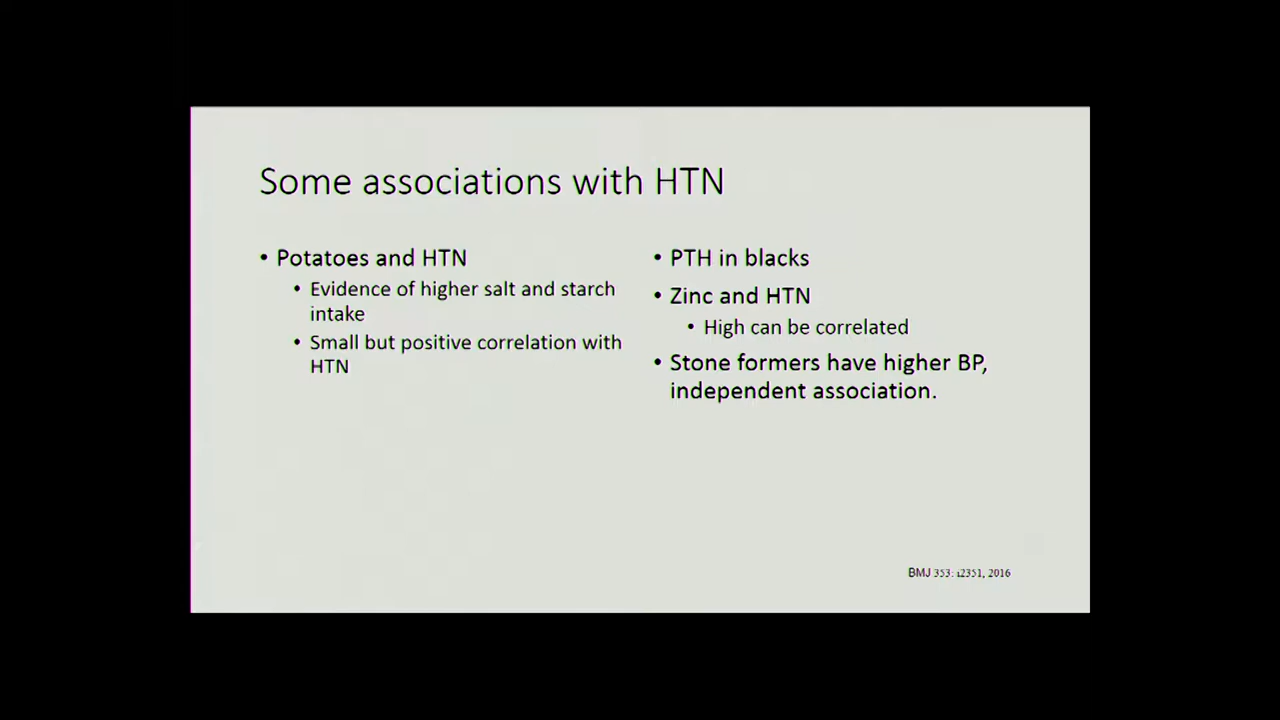 Some associations with HTN
• Potatoes and HTN
• Evidence of higher salt and starch
intake
• Small but positive correlation with
HTN
• PTH in blacks
• Zinc and HTN
• High can be correlated
• Stone formers have higher BP,
independent association.
BMJ 353: i2351, 2016